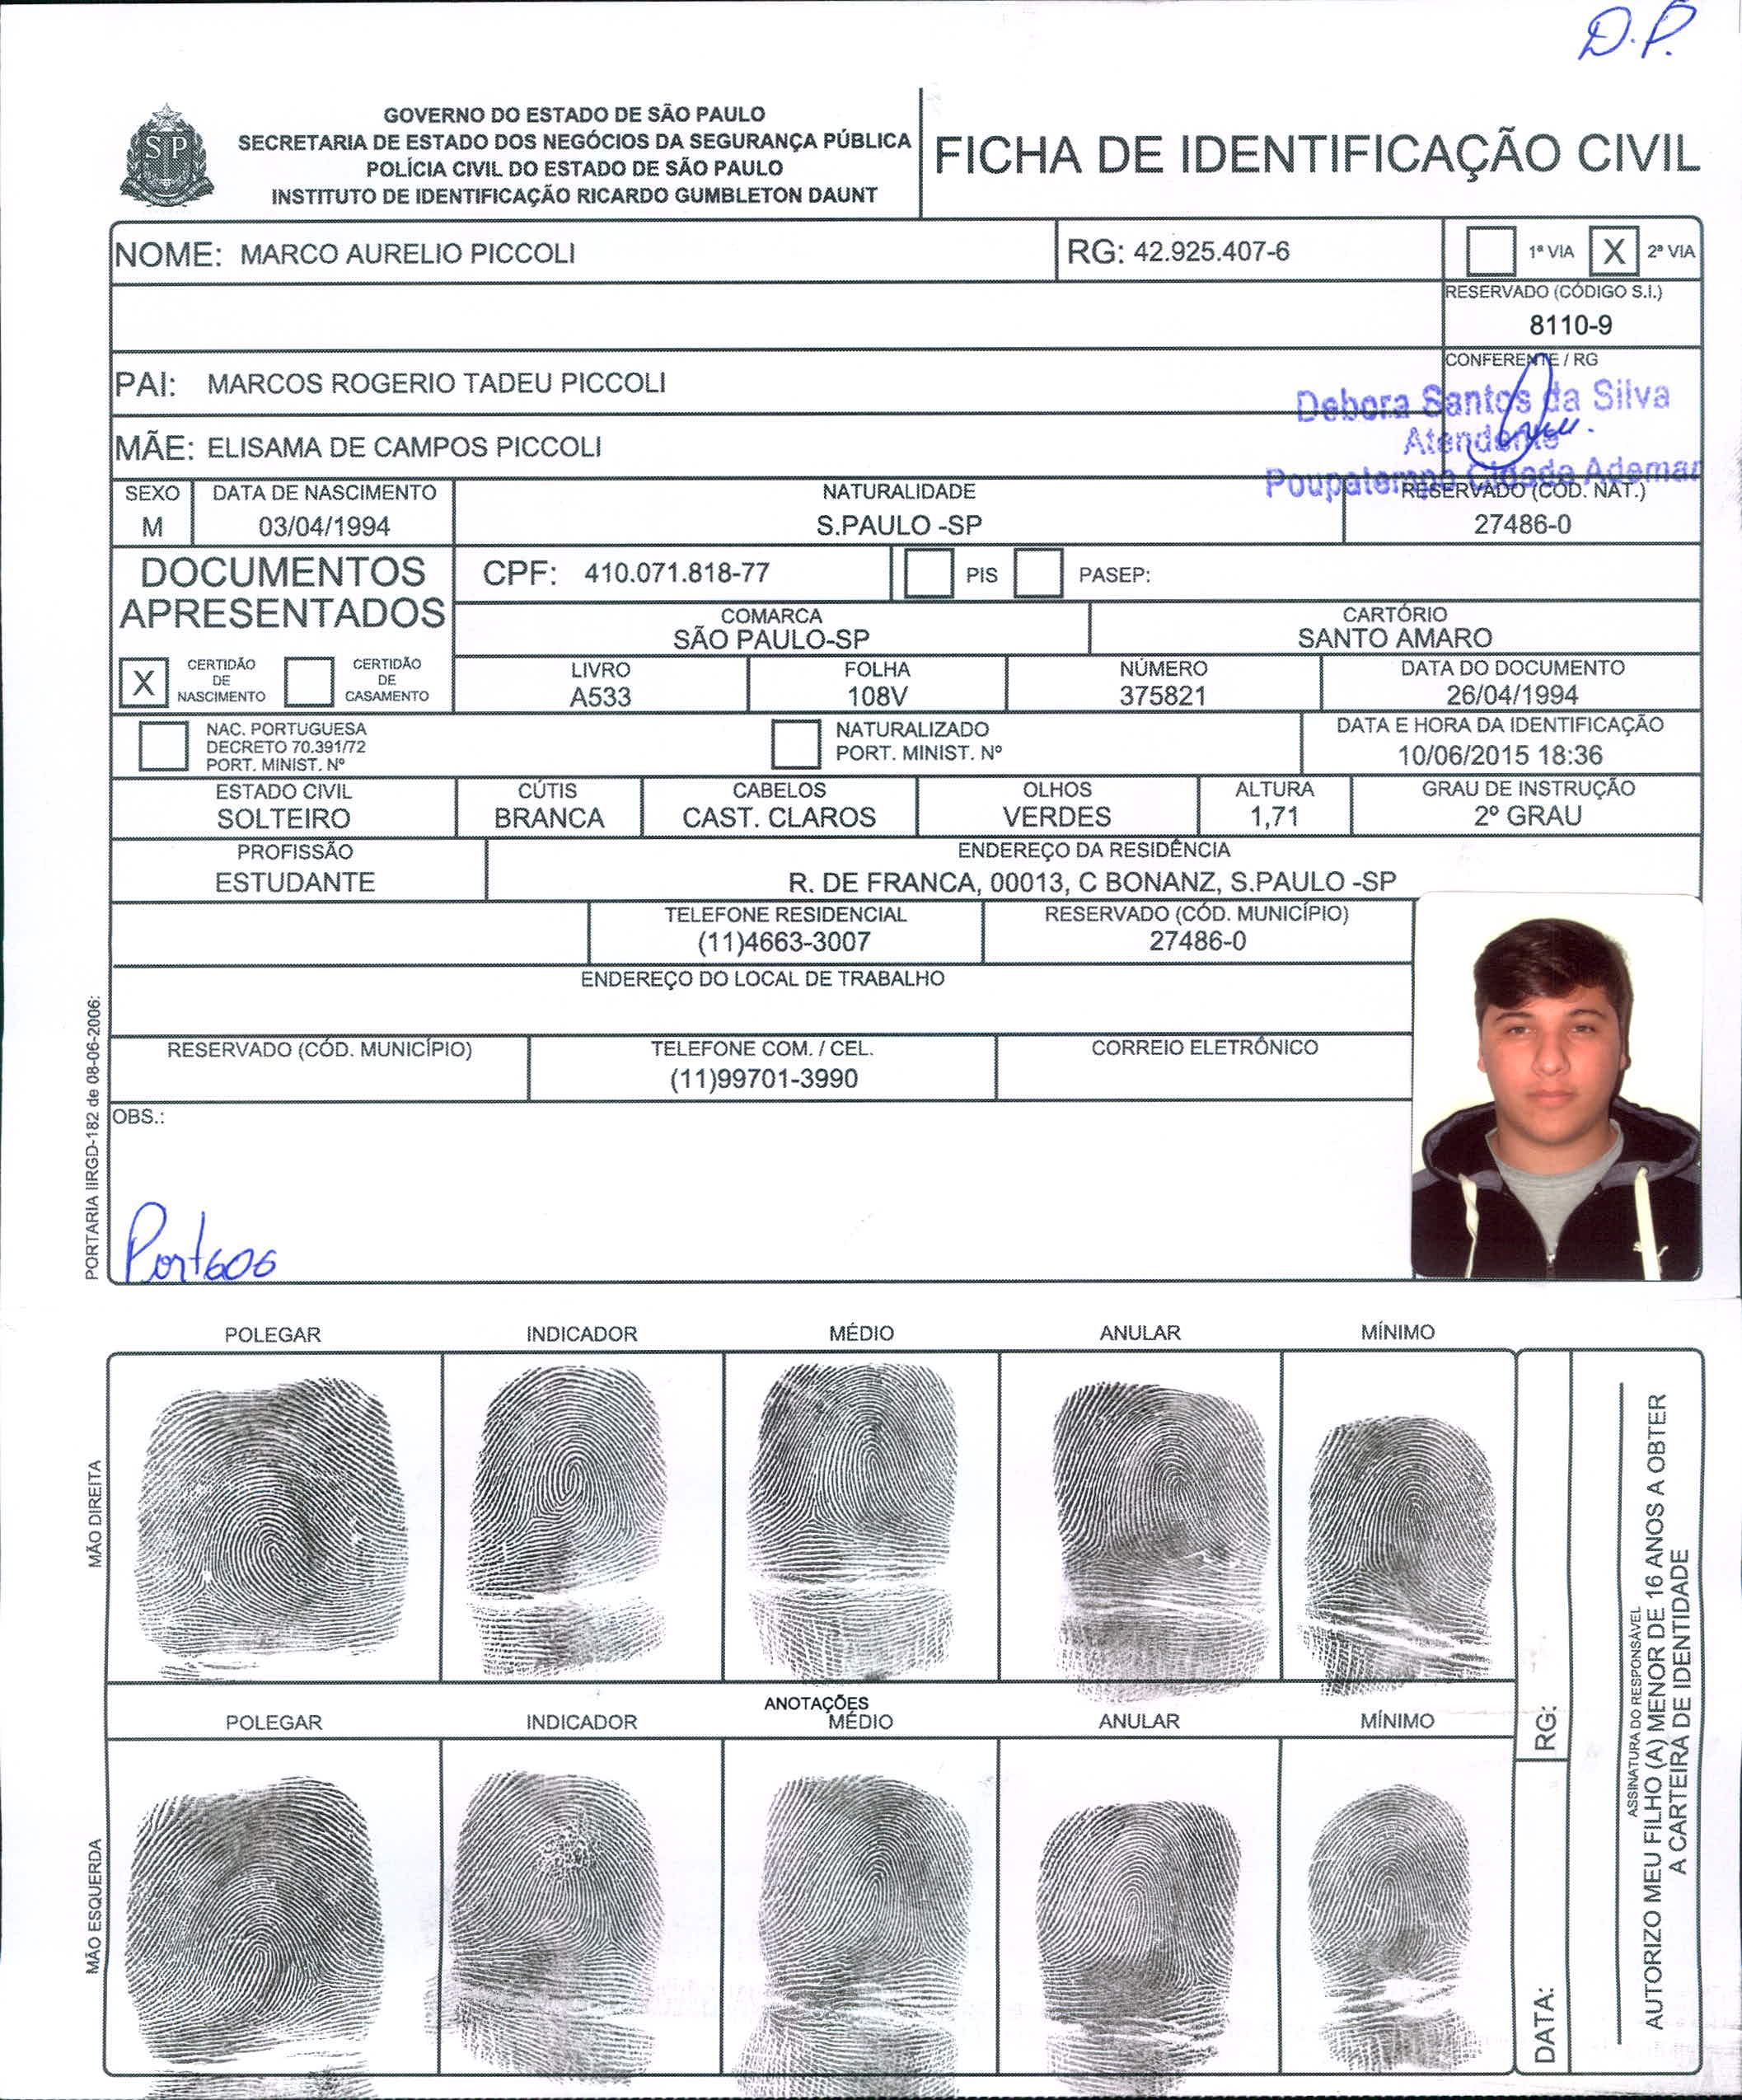 D.P.
GOVERNO DO ESTADO DE SÃO PAULO
SECRETARIA DE ESTADO DOS NEGÓCIOS DA SEGURANÇA PÚBLICA
POLÍCIA CIVIL DO ESTADO DE SÃO PAULO
INSTITUTO DE IDENTIFICAÇÃO RICARDO GUMBLETON DAUNT
SP
FICHA DE IDENTIFICAÇÃO CIVIL
NOME: MARCO AURELIO PICCOLI
RG: 42.925.407-6
1ª VIA X 2ª VIA
RESERVADO (CÓDIGO S.I.)
8110-9
PAI: MARCOS ROGERIO TADEU PICCOLI
CONFERENTE / RG
Debora Santos da Silva
Atendente
Poupatempo Cidade Ademar
MÃE: ELISAMA DE CAMPOS PICCOLI
SEXO
M
DATA DE NASCIMENTO
03/04/1994
NATURALIDADE
S.PAULO -SP
RESERVADO (CÓD. NAT.)
27486-0
DOCUMENTOS
APRESENTADOS
CPF: 410.071.818-77
PIS
PASEP:
COMARCA
SÃO PAULO-SP
CARTÓRIO
SANTO AMARO
X
CERTIDÃO
DE
NASCIMENTO
CERTIDÃO
DE
CASAMENTO
LIVRO
A533
FOLHA
108V
NÚMERO
375821
DATA DO DOCUMENTO
26/04/1994
NAC. PORTUGUESA
DECRETO 70.391/72
PORT. MINIST. Nº
NATURALIZADO
PORT. MINIST. Nº
DATA E HORA DA IDENTIFICAÇÃO
10/06/2015 18:36
ESTADO CIVIL
SOLTEIRO
CÚTIS
BRANCA
CABELOS
CAST. CLAROS
OLHOS
VERDES
ALTURA
1,71
GRAU DE INSTRUÇÃO
2º GRAU
PROFISSÃO
ESTUDANTE
ENDEREÇO DA RESIDÊNCIA
R. DE FRANCA, 00013, C BONANZ, S.PAULO -SP
TELEFONE RESIDENCIAL
(11)4663-3007
RESERVADO (CÓD. MUNICÍPIO)
27486-0
ENDEREÇO DO LOCAL DE TRABALHO
RESERVADO (CÓD. MUNICÍPIO)
TELEFONE COM. / CEL.
(11)99701-3990
CORREIO ELETRÔNICO
OBS.:
PORTARIA IIRGD-182 de 08-06-2006:
POLEGAR INDICADOR MÉDIO ANULAR MÍNIMO
MÃO DIREITA
ANOTAÇÕES
POLEGAR INDICADOR MÉDIO ANULAR MÍNIMO
MÃO ESQUERDA
RG:
DATA:
ASSINATURA DO RESPONSÁVEL
AUTORIZO MEU FILHO (A) MENOR DE 16 ANOS A OBTER
A CARTEIRA DE IDENTIDADE